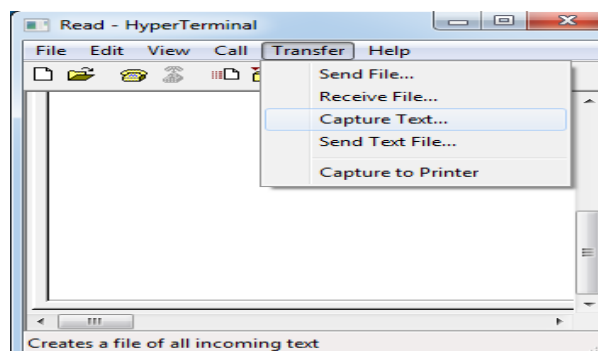 Read - HyperTerminal
File Edit View Call Transfer Help
Send File...
Receive File...
Capture Text...
Send Text File...
Capture to Printer
Creates a file of all incoming text